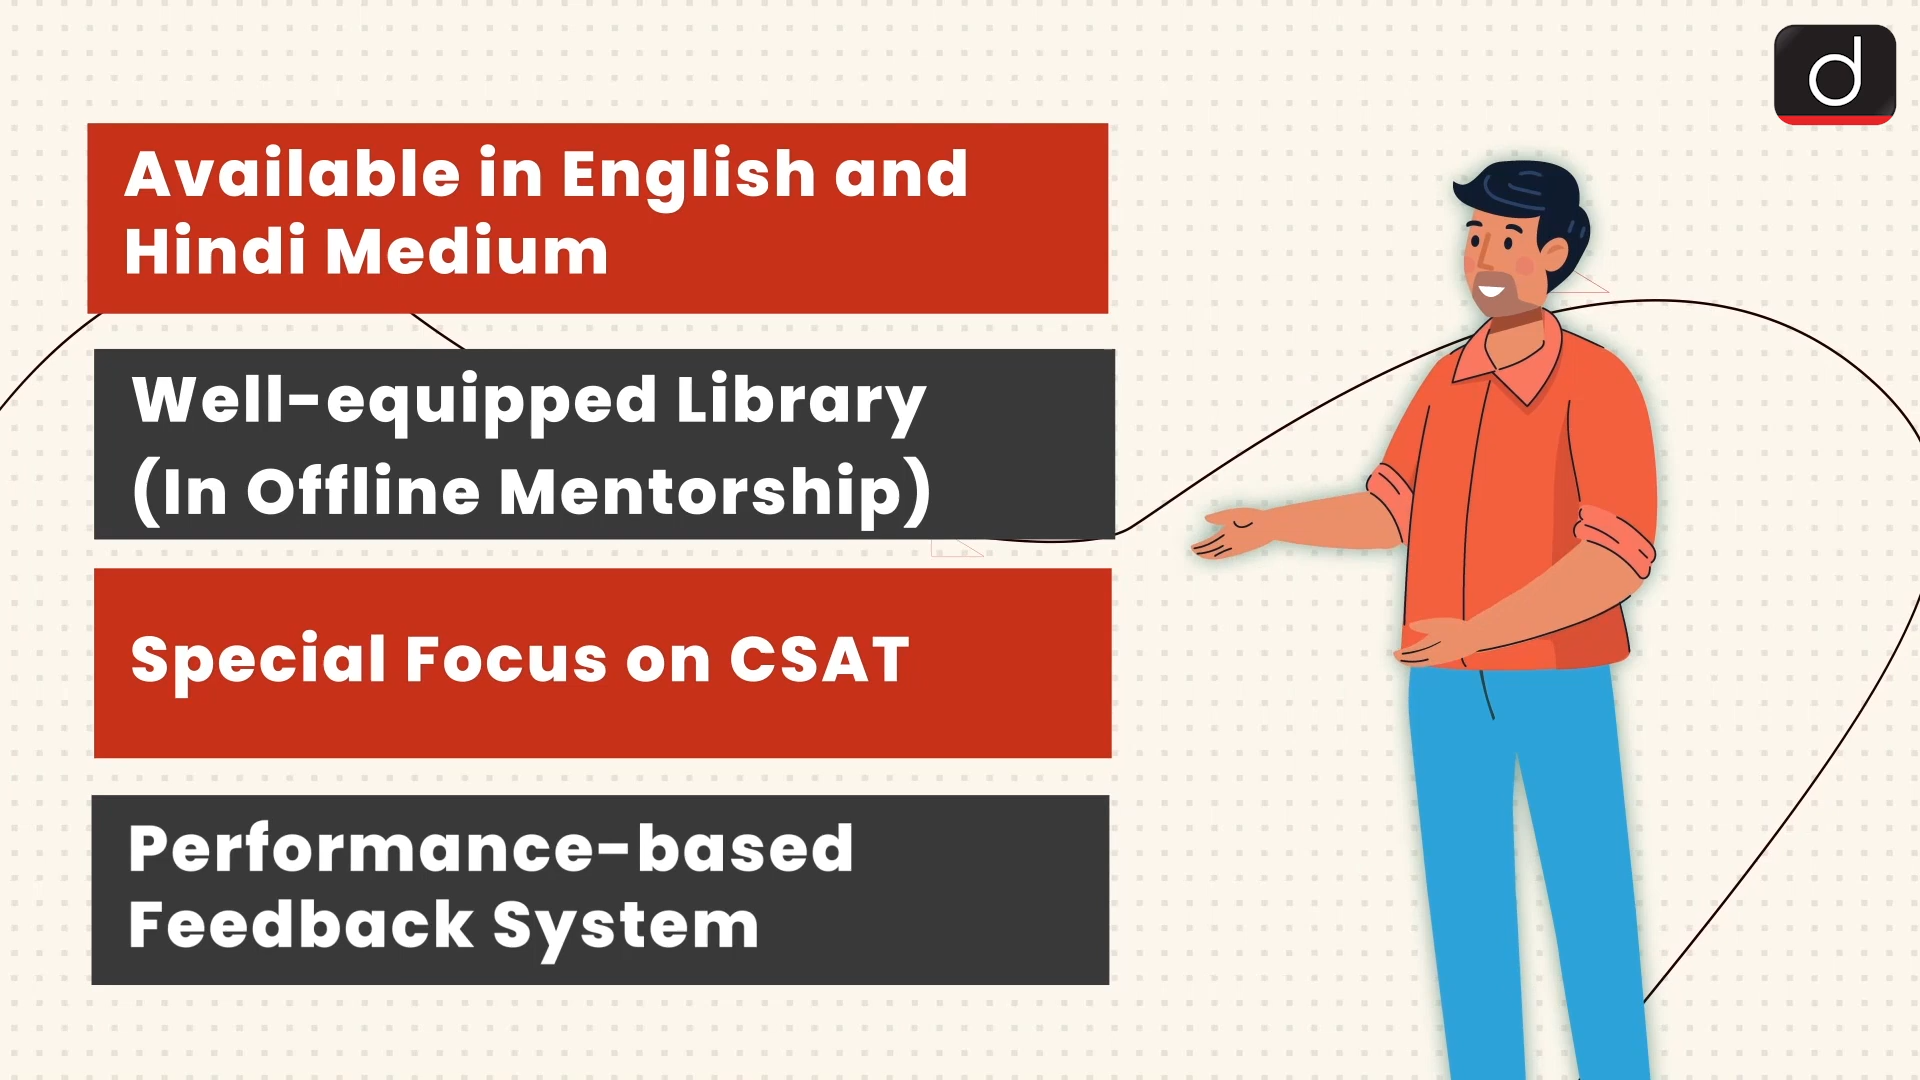 d
Available in English and
Hindi Medium
Well-equipped Library
(In Offline Mentorship)
Special Focus on CSAT
Performance-based
Feedback System